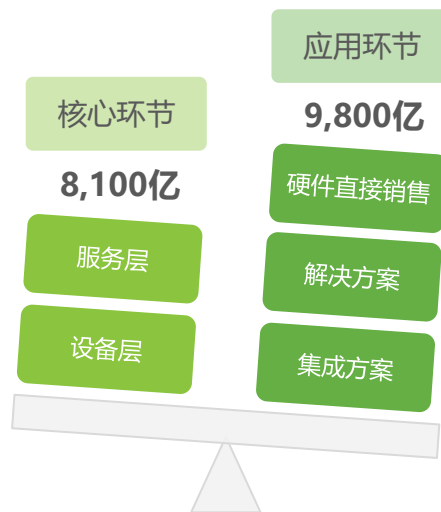 核心环节
8,100亿
服务层
设备层
应用环节
9,800亿
硬件直接销售
解决方案
集成方案